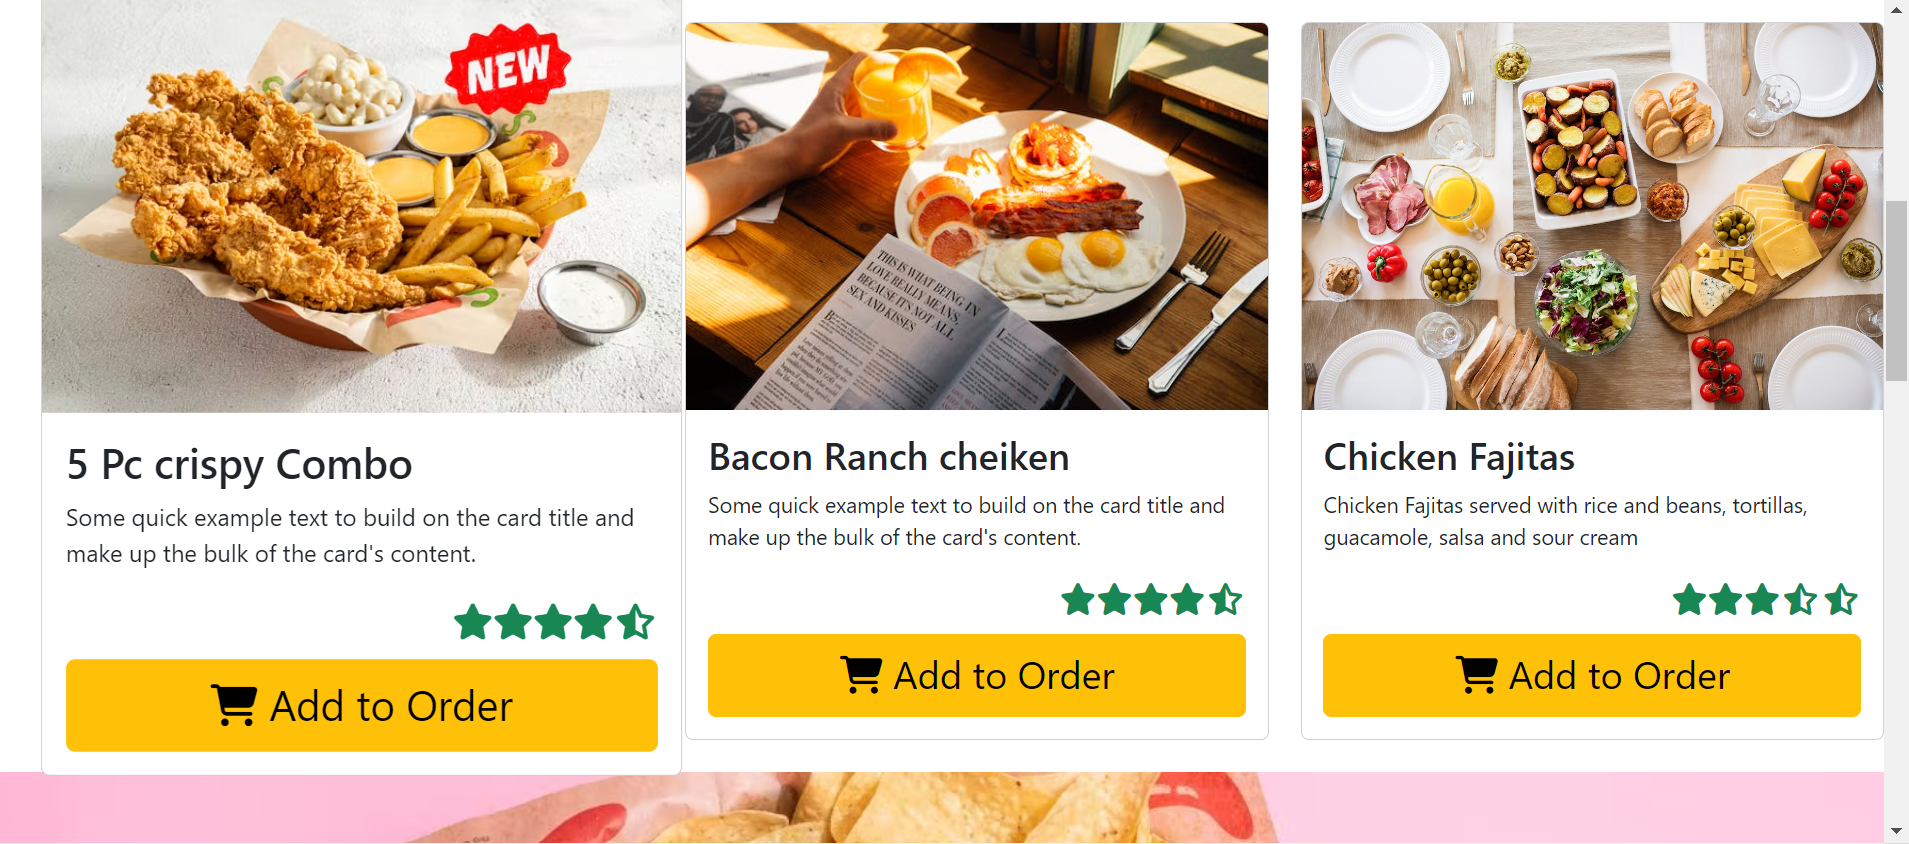 NEW
THIS IS WHAT BEING IN
LOVE REALLY MEANS,
BECAUSE IT'S NOT ALL
SEX AND KISSES
5 Pc crispy Combo
Some quick example text to build on the card title and
make up the bulk of the card's content.
Add to Order
Bacon Ranch cheiken
Some quick example text to build on the card title and
make up the bulk of the card's content.
Add to Order
Chicken Fajitas
Chicken Fajitas served with rice and beans, tortillas,
guacamole, salsa and sour cream
Add to Order